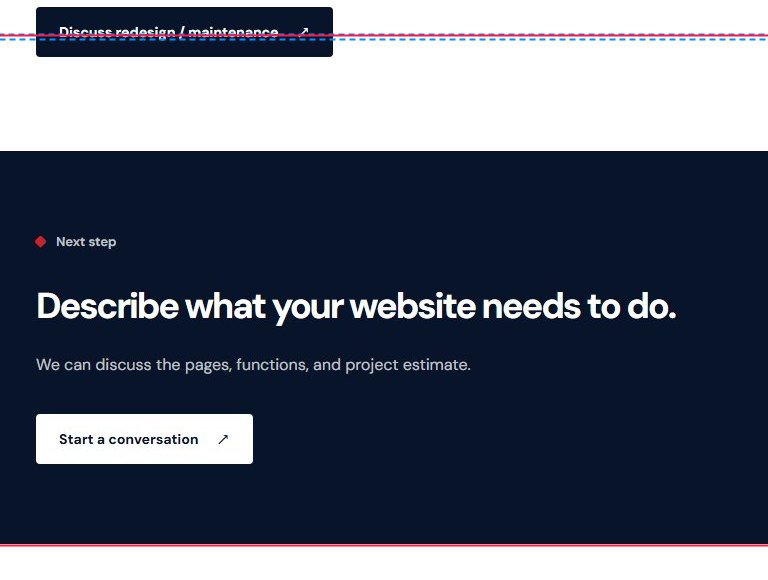 Discuss redesign / maintenance ↗
Next step
Describe what your website needs to do.
We can discuss the pages, functions, and project estimate.
Start a conversation ↗